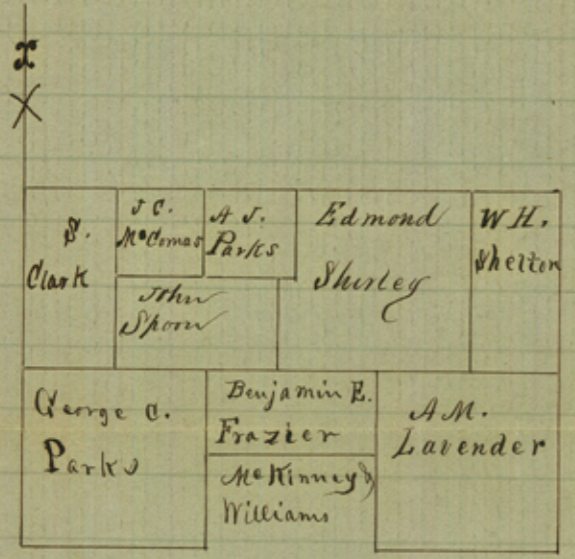 x
X
S.
Clark
J C.
McComas
A J.
Parks
John
Spoon
Edmond
Shirley
W H.
Shelton
George C.
Parks
Benjamin E.
Frazier
McKinney &
Williams
A M.
Lavender